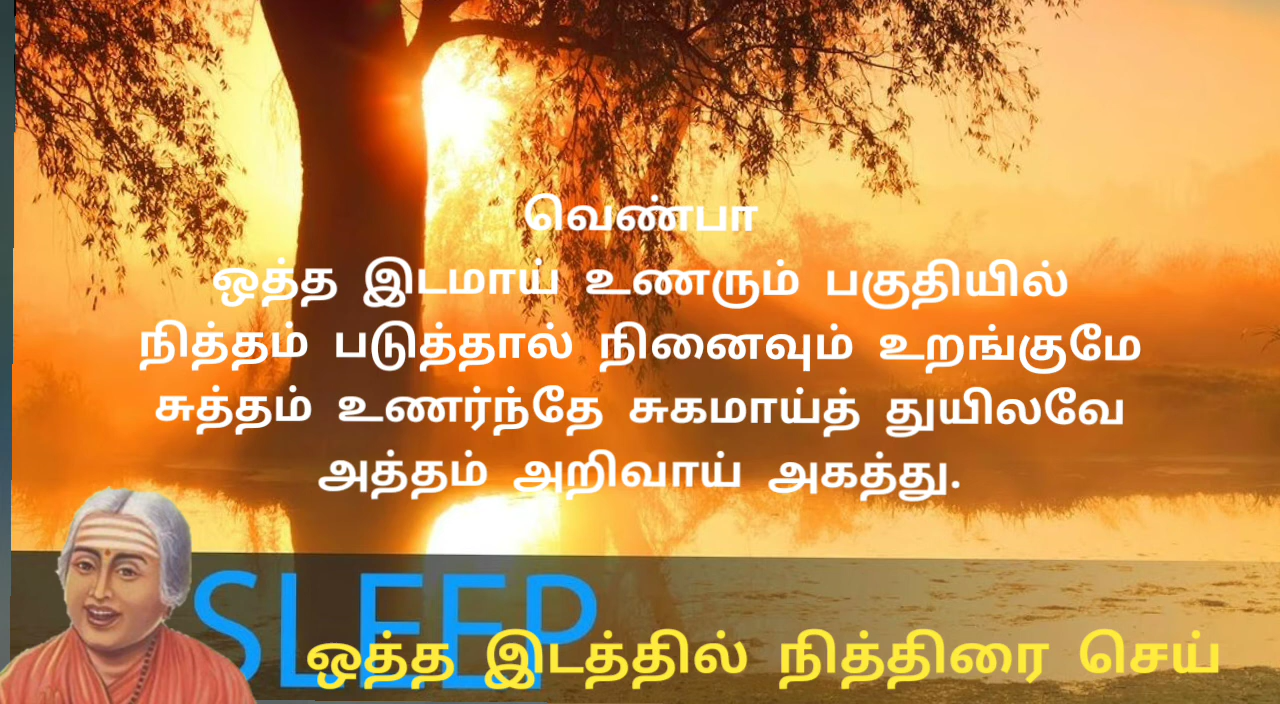 வெண்பா
ஒத்த இடமாய் உணரும் பகுதியில்
நித்தம் படுத்தால் நினைவும் உறங்குமே
சுத்தம் உணர்ந்தே சுகமாய்த் துயிலவே
அத்தம் அறிவாய் அகத்து.
SLEEP
ஒத்த இடத்தில் நித்திரை செய்